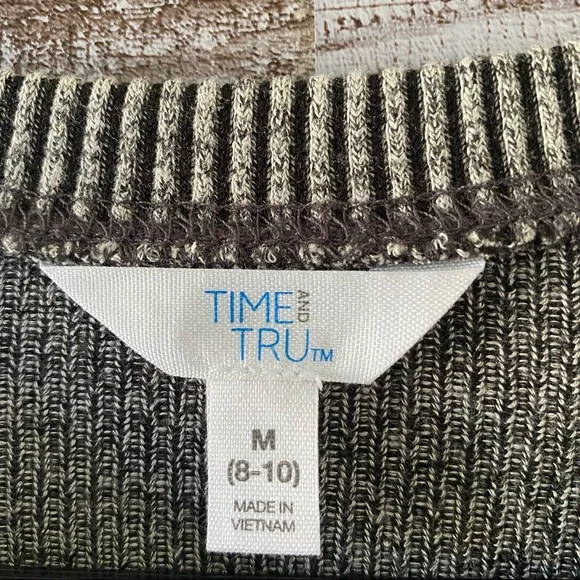 TIME AND
TRU™
M
(8-10)
MADE IN
VIETNAM